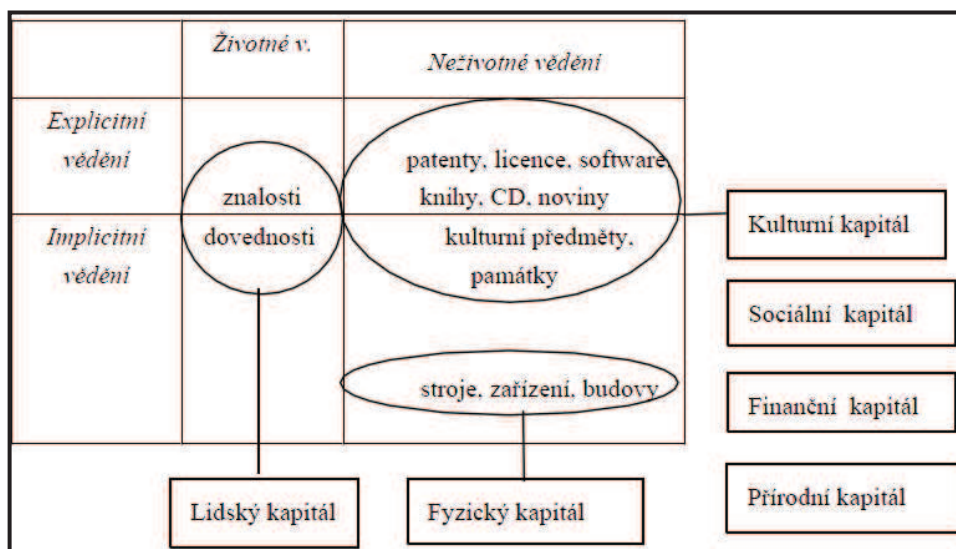 Životné v.
Neživotné vědění
Explicitní
vědění
znalosti
patenty, licence, software
knihy, CD, noviny
Implicitní
vědění
dovednosti
kulturní předměty,
památky
stroje, zařízení, budovy
Kulturní kapitál
Sociální kapitál
Finanční kapitál
Přírodní kapitál
Lidský kapitál
Fyzický kapitál